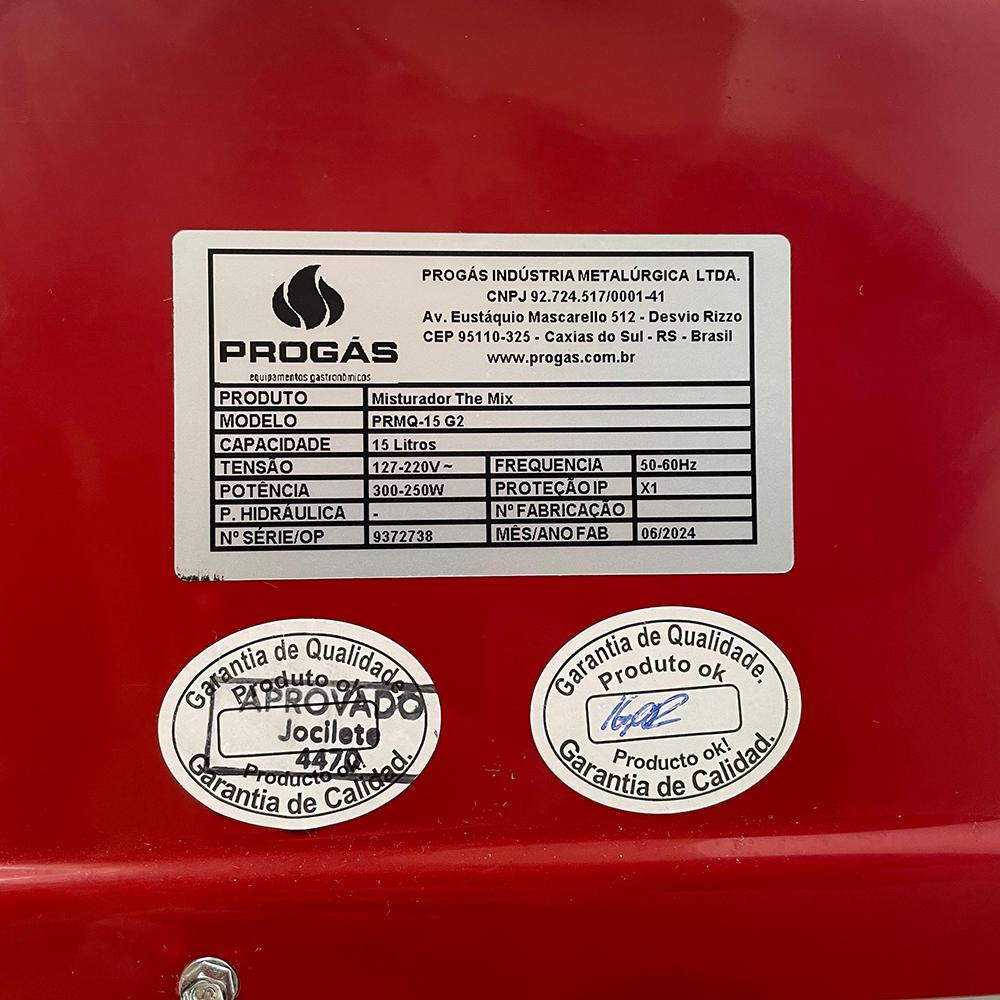 PROGÁS
equipamentos gastronômicos
PROGÁS INDÚSTRIA METALÚRGICA LTDA.
CNPJ 92.724.517/0001-41
Av. Eustáquio Mascarello 512 - Desvio Rizzo
CEP 95110-325 - Caxias do Sul - RS - Brasil
www.progas.com.br
PRODUTO Misturador The Mix
MODELO PRMQ-15 G2
CAPACIDADE 15 Litros
TENSÃO 127-220V ~ FREQUENCIA 50-60Hz
POTÊNCIA 300-250W PROTEÇÃO IP X1
P. HIDRÁULICA - Nº FABRICAÇÃO
Nº SÉRIE/OP 9372738 MÊS/ANO FAB 06/2024
Garantia de Qualidade.
Produto ok
APROVADO
Jocilete
4470
Producto ok!
Garantia de Calidad.
Garantia de Qualidade.
Produto ok
Producto ok!
Garantia de Calidad.